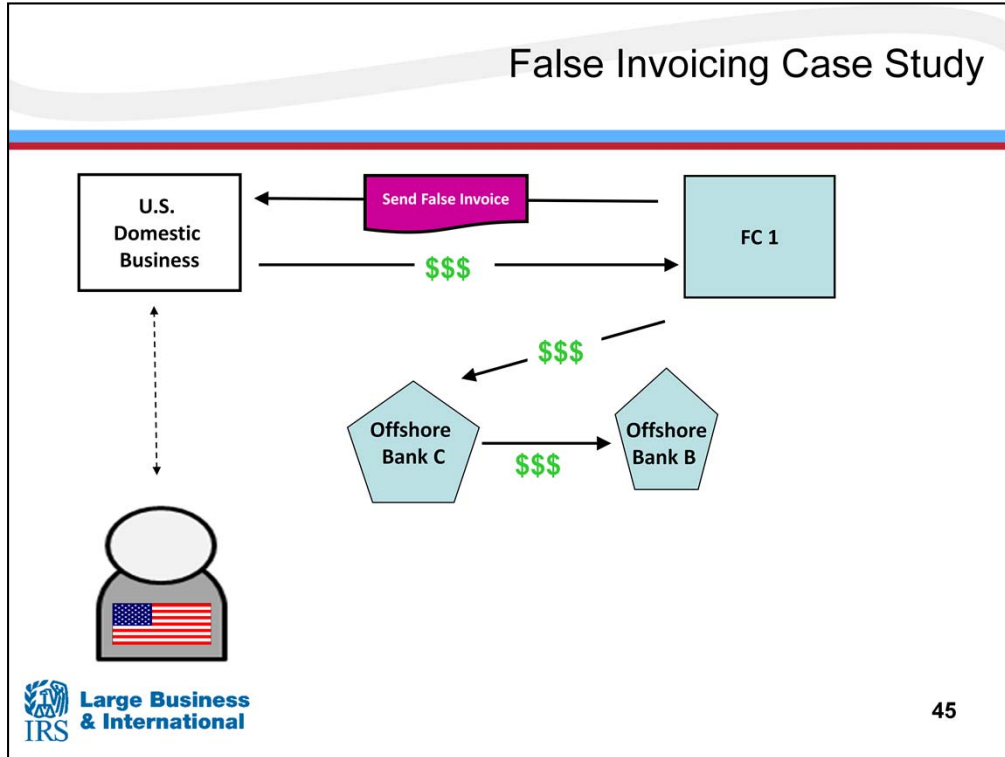 False Invoicing Case Study
U.S.
Domestic
Business
Send False Invoice
FC 1
$$$
$$$
Offshore
Bank C
$$$
Offshore
Bank B
IRS
Large Business
& International
45